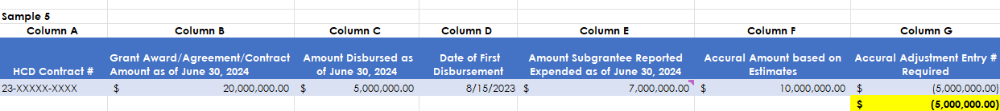 Sample 5
Column A Column B Column C Column D Column E Column F Column G
Grant Award/Agreement/Contract Amount Disbursed as Date of First Amount Subgrantee Reported Accural Amount based on Accural Adjustment Entry #
HCD Contract # Amount as of June 30, 2024 of June 30, 2024 Disbursement Expended as of June 30, 2024 Estimates Required
23-XXXXX-XXXX $ 20,000,000.00 $ 5,000,000.00 8/15/2023 $ 7,000,000.00 $ 10,000,000.00 $ (5,000,000.00)
$ (5,000,000.00)